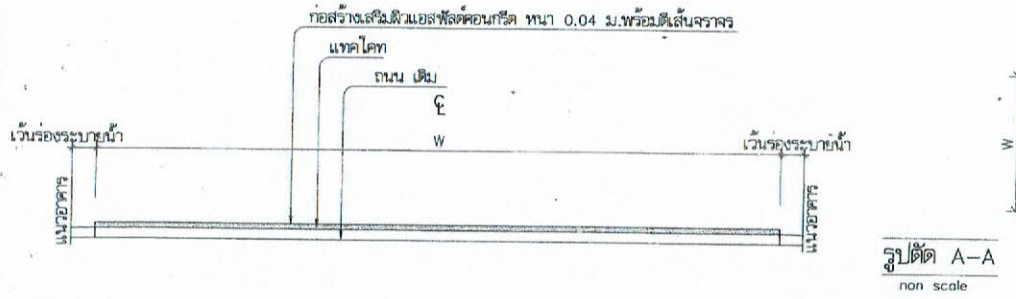 ก่อสร้างเสริมผิวแอสฟัลต์คอนกรีต หนา 0.04 ม.พร้อมตีเส้นจราจร
แทคโคท
ถนน เดิม
℄
เว้นร่องระบายน้ำ
W
เว้นร่องระบายน้ำ
W
แนวอาคาร
แนวอาคาร
รูปตัด A-A
non scale